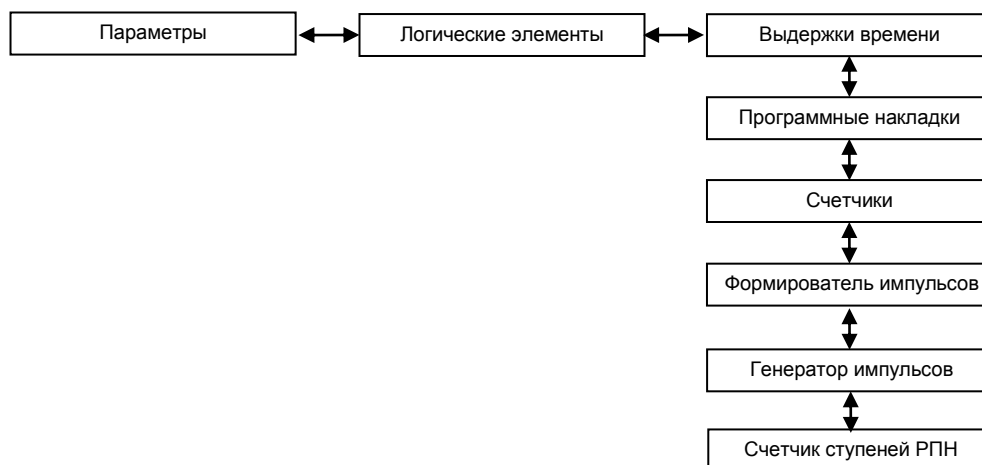 Параметры
Логические элементы
Выдержки времени
Программные накладки
Счетчики
Формирователь импульсов
Генератор импульсов
Счетчик ступеней РПН